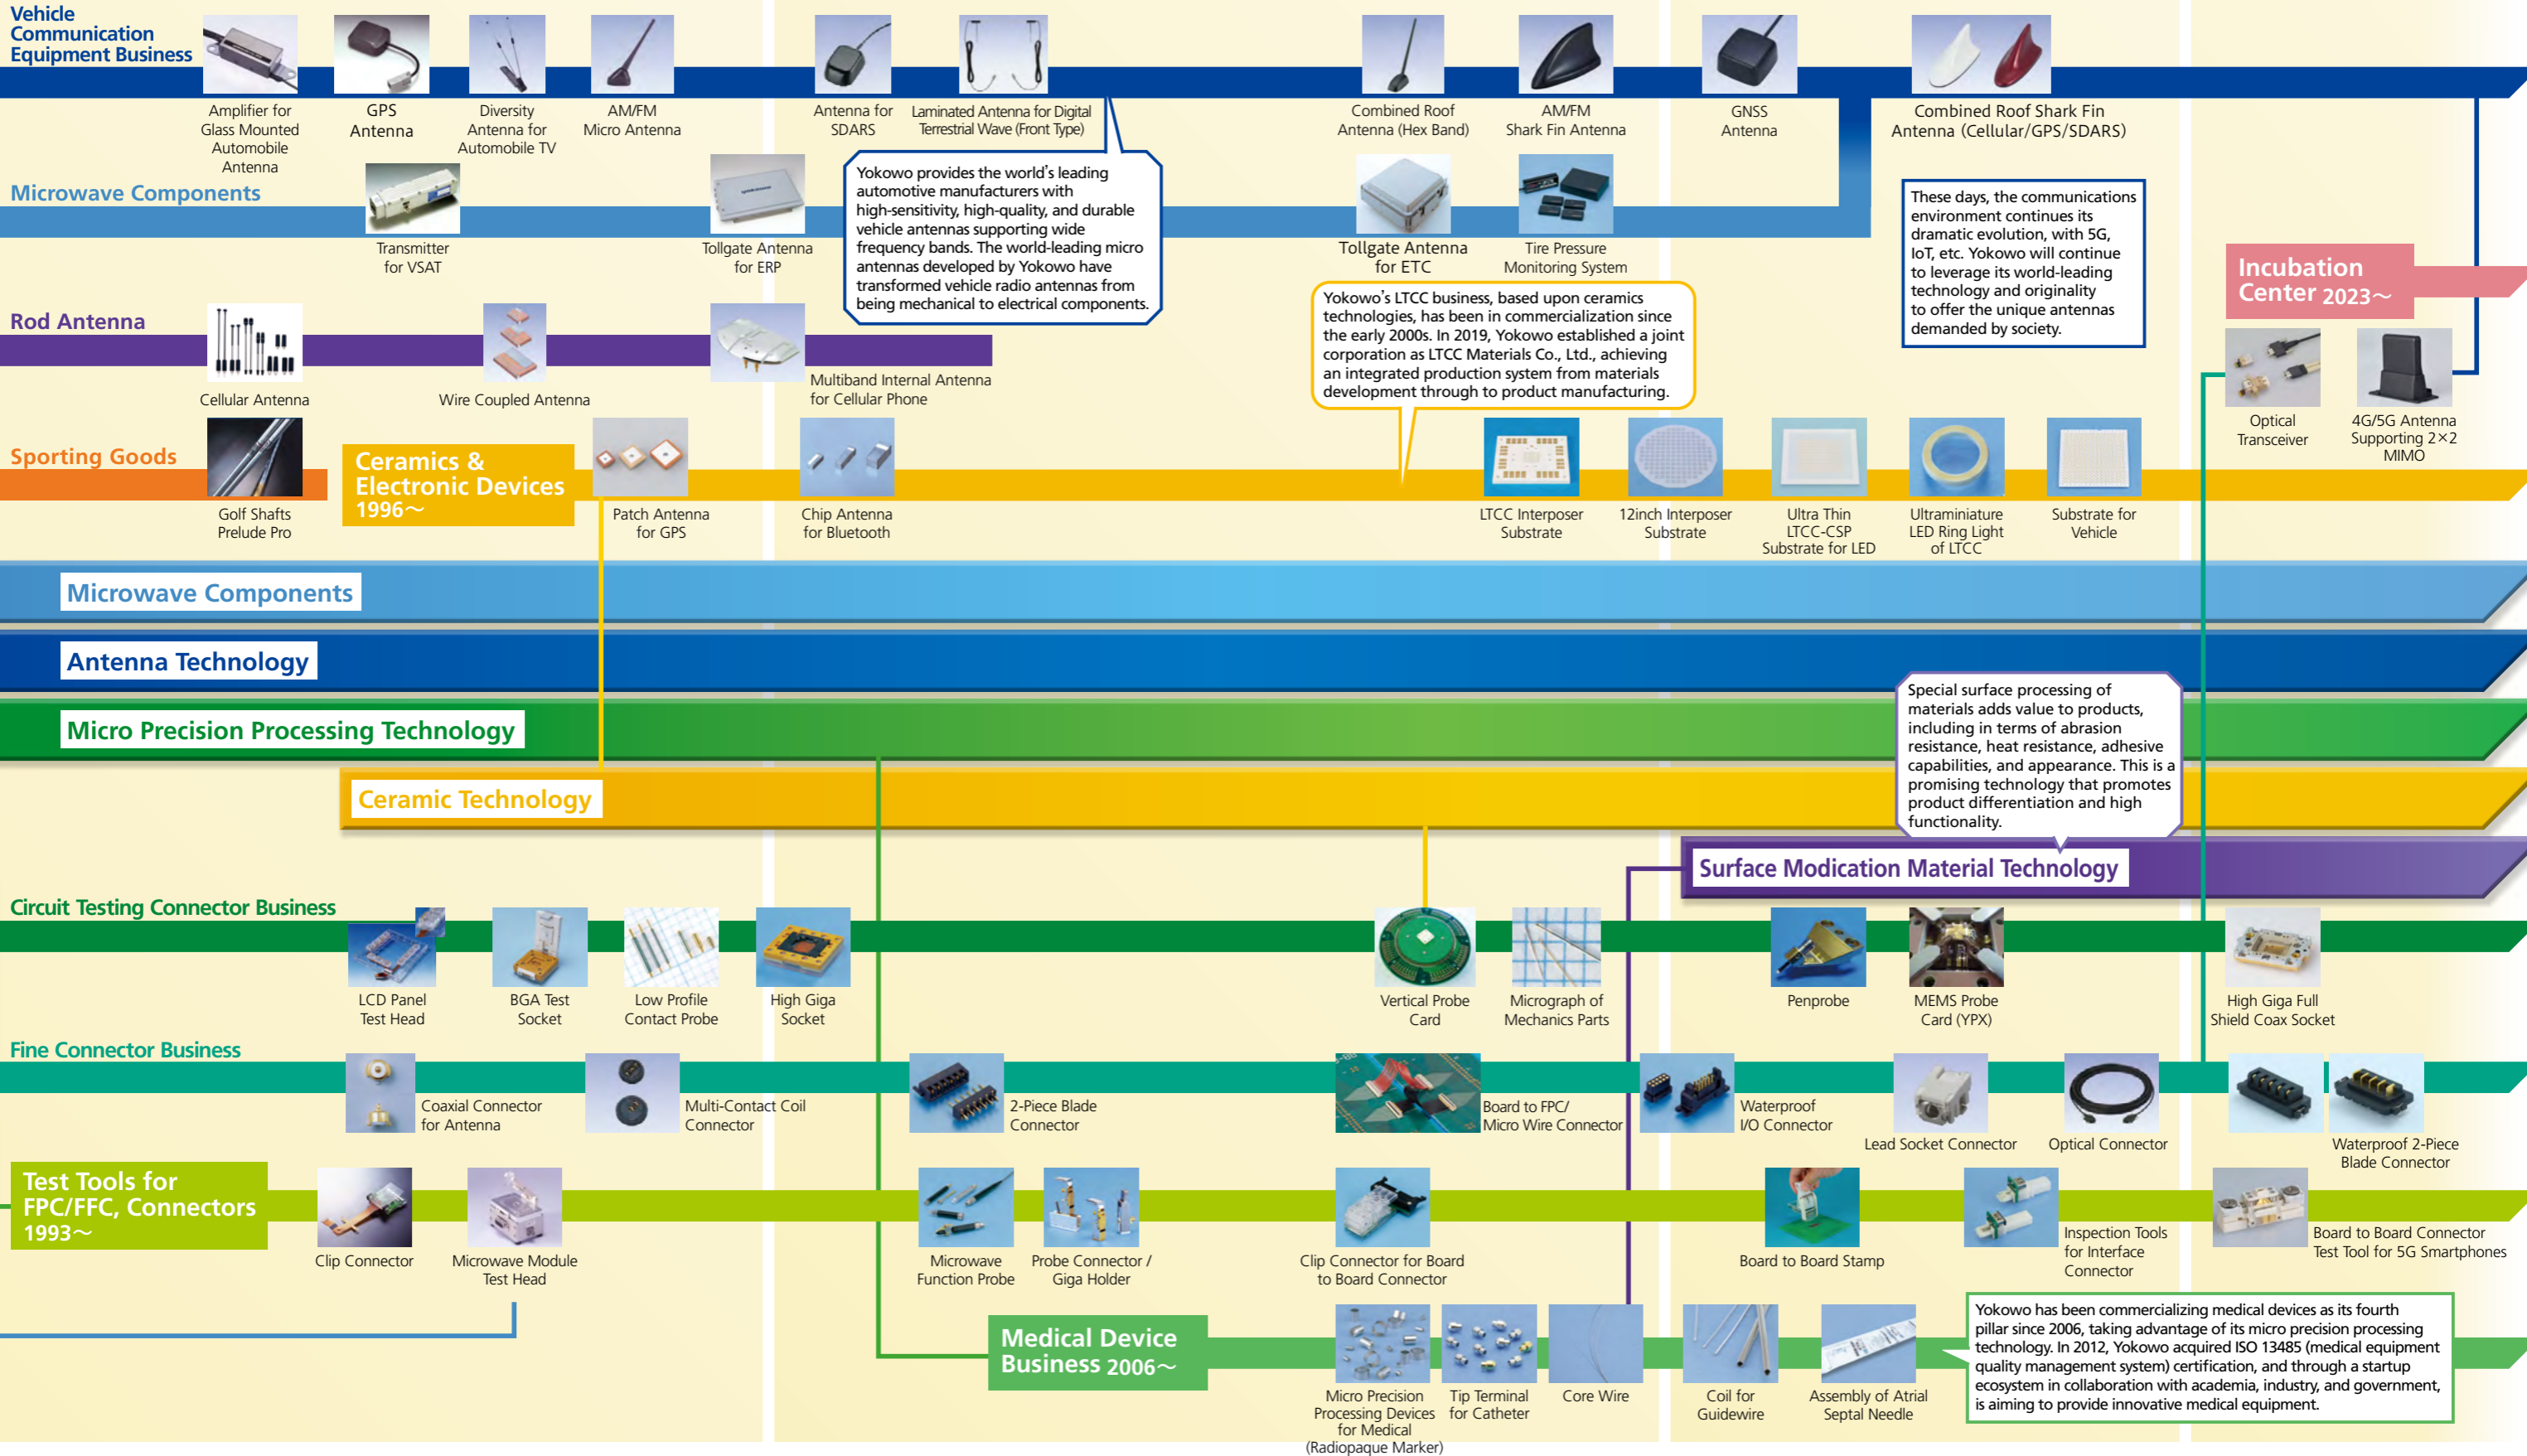 Vehicle
Communication
Equipment Business
Amplifier for
Glass Mounted
Automobile
Antenna
GPS
Antenna
Diversity
Antenna for
Automobile TV
AM/FM
Micro Antenna
Antenna for
SDARS
Laminated Antenna for Digital
Terrestrial Wave (Front Type)
Combined Roof
Antenna (Hex Band)
AM/FM
Shark Fin Antenna
GNSS
Antenna
Combined Roof Shark Fin
Antenna (Cellular/GPS/SDARS)
Yokowo provides the world's leading
automotive manufacturers with
high-sensitivity, high-quality, and durable
vehicle antennas supporting wide
frequency bands. The world-leading micro
antennas developed by Yokowo have
transformed vehicle radio antennas from
being mechanical to electrical components.
Microwave Components
Transmitter
for VSAT
Tollgate Antenna
for ERP
Tollgate Antenna
for ETC
Tire Pressure
Monitoring System
These days, the communications
environment continues its
dramatic evolution, with 5G,
IoT, etc. Yokowo will continue
to leverage its world-leading
technology and originality
to offer the unique antennas
demanded by society.
Incubation
Center 2023～
Optical
Transceiver
4G/5G Antenna
Supporting 2×2
MIMO
Rod Antenna
Cellular Antenna
Wire Coupled Antenna
Multiband Internal Antenna
for Cellular Phone
Yokowo's LTCC business, based upon ceramics
technologies, has been in commercialization since
the early 2000s. In 2019, Yokowo established a joint
corporation as LTCC Materials Co., Ltd., achieving
an integrated production system from materials
development through to product manufacturing.
Sporting Goods
Golf Shafts
Prelude Pro
Ceramics &
Electronic Devices
1996～
Patch Antenna
for GPS
Chip Antenna
for Bluetooth
LTCC Interposer
Substrate
12inch Interposer
Substrate
Ultra Thin
LTCC-CSP
Substrate for LED
Ultraminiature
LED Ring Light
of LTCC
Substrate for
Vehicle
Microwave Components
Antenna Technology
Micro Precision Processing Technology
Ceramic Technology
Special surface processing of
materials adds value to products,
including in terms of abrasion
resistance, heat resistance, adhesive
capabilities, and appearance. This is a
promising technology that promotes
product differentiation and high
functionality.
Surface Modication Material Technology
Circuit Testing Connector Business
LCD Panel
Test Head
BGA Test
Socket
Low Profile
Contact Probe
High Giga
Socket
Vertical Probe
Card
Micrograph of
Mechanics Parts
Penprobe
MEMS Probe
Card (YPX)
High Giga Full
Shield Coax Socket
Fine Connector Business
Coaxial Connector
for Antenna
Multi-Contact Coil
Connector
2-Piece Blade
Connector
Board to FPC/
Micro Wire Connector
Waterproof
I/O Connector
Lead Socket Connector
Optical Connector
Waterproof 2-Piece
Blade Connector
Test Tools for
FPC/FFC, Connectors
1993～
Clip Connector
Microwave Module
Test Head
Microwave
Function Probe
Probe Connector /
Giga Holder
Clip Connector for Board
to Board Connector
Board to Board Stamp
Inspection Tools
for Interface
Connector
Board to Board Connector
Test Tool for 5G Smartphones
Medical Device
Business 2006～
Micro Precision
Processing Devices
for Medical
(Radiopaque Marker)
Tip Terminal
for Catheter
Core Wire
Coil for
Guidewire
Assembly of Atrial
Septal Needle
Yokowo has been commercializing medical devices as its fourth
pillar since 2006, taking advantage of its micro precision processing
technology. In 2012, Yokowo acquired ISO 13485 (medical equipment
quality management system) certification, and through a startup
ecosystem in collaboration with academia, industry, and government,
is aiming to provide innovative medical equipment.